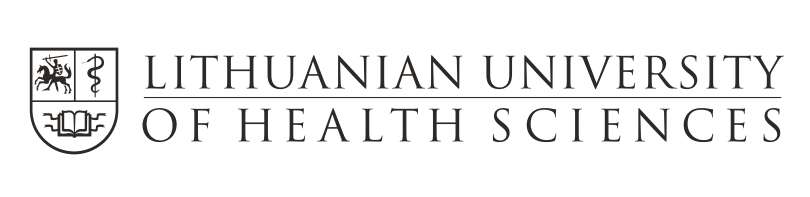 LITHUANIAN UNIVERSITY
OF HEALTH SCIENCES